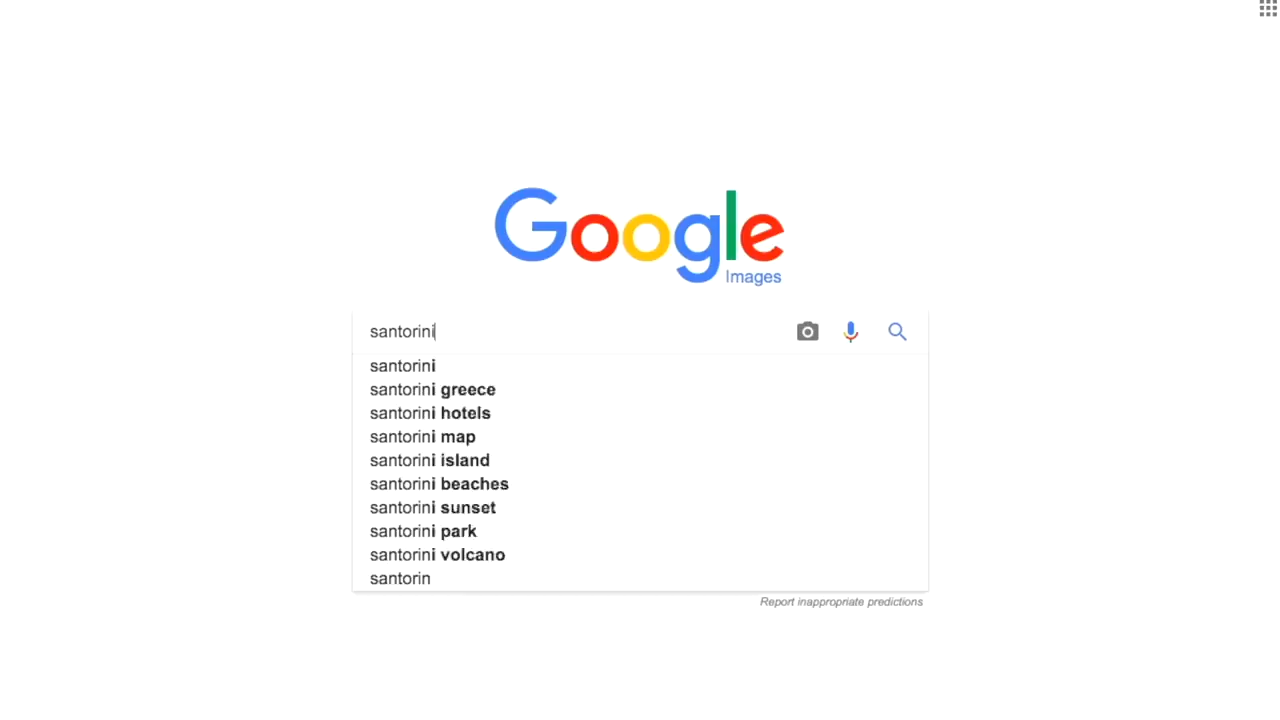 Google
Images
santorini
santorini
santorini greece
santorini hotels
santorini map
santorini island
santorini beaches
santorini sunset
santorini park
santorini volcano
santorin
Report inappropriate predictions